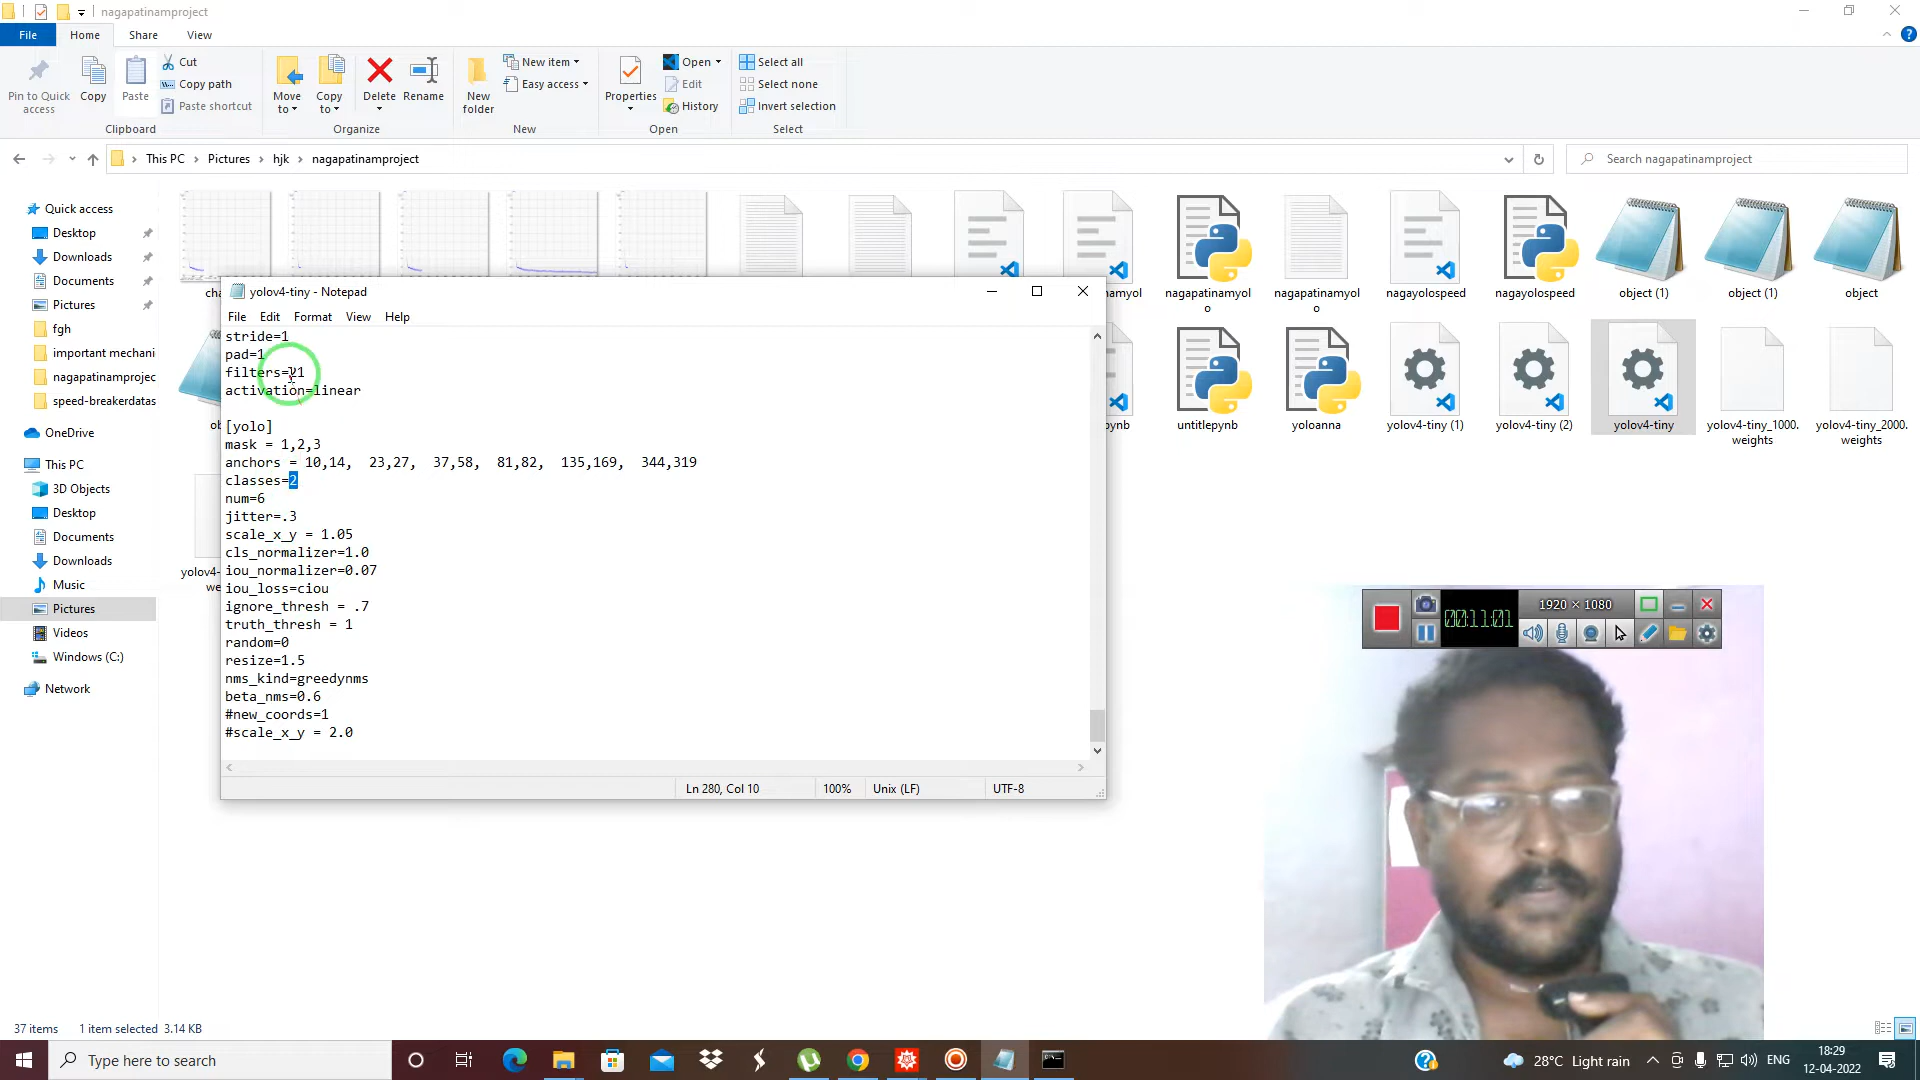 nagapatinamproject
File
Home
Share
View
Pin to Quick access
Copy
Paste
Cut
Copy path
Paste shortcut
Clipboard
Move to
Copy to
Delete
Rename
Organize
New folder
New item
Easy access
New
Properties
Open
Edit
History
Open
Select all
Select none
Invert selection
Select
This PC
Pictures
hjk
nagapatinamproject
Search nagapatinamproject
Quick access
Desktop
Downloads
Documents
Pictures
fgh
important mechani
nagapatinamprojec
speed-breakerdatas
OneDrive
This PC
3D Objects
Desktop
Documents
Downloads
Music
Pictures
Videos
Windows (C:)
Network
nagapatinamyol
o
nagapatinamyol
o
nagayolospeed
nagayolospeed
object (1)
object (1)
object
untitlepynb
yoloanna
yolov4-tiny (1)
yolov4-tiny (2)
yolov4-tiny
yolov4-tiny_1000.
weights
yolov4-tiny_2000.
weights
yolov4-tiny - Notepad
File
Edit
Format
View
Help
stride=1
pad=1
filters=21
activation=linear
[yolo]
mask = 1,2,3
anchors = 10,14,  23,27,  37,58,  81,82,  135,169,  344,319
classes=2
num=6
jitter=.3
scale_x_y = 1.05
cls_normalizer=1.0
iou_normalizer=0.07
iou_loss=ciou
ignore_thresh = .7
truth_thresh = 1
random=0
resize=1.5
nms_kind=greedynms
beta_nms=0.6
#new_coords=1
#scale_x_y = 2.0
Ln 280, Col 10
100%
Unix (LF)
UTF-8
00:11:01
1920 × 1080
37 items
1 item selected 3.14 KB
Type here to search
28°C Light rain
ENG
18:29
12-04-2022